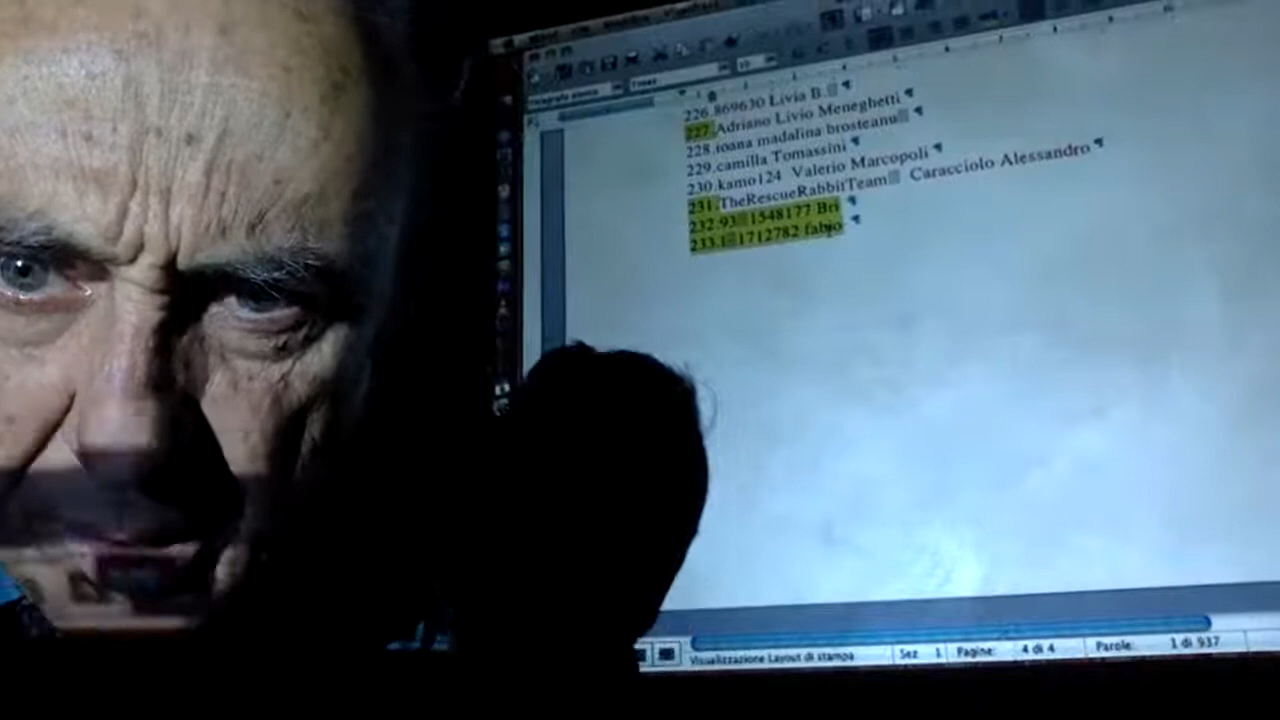 226.869630 Livia B.
227.Adriano Livio Meneghetti
228.ioana madalina brosteanu
229.camilla Tomassini
230.kamo124 Valerio Marcopoli
231.TheRescueRabbitTeam Caracciolo Alessandro
232.93 1548177 Bri
233.1 1712782 fabio
Visualizzazione Layout di stampa Sez 1 Pagine: 4 di 4 Parole: 1 di 937